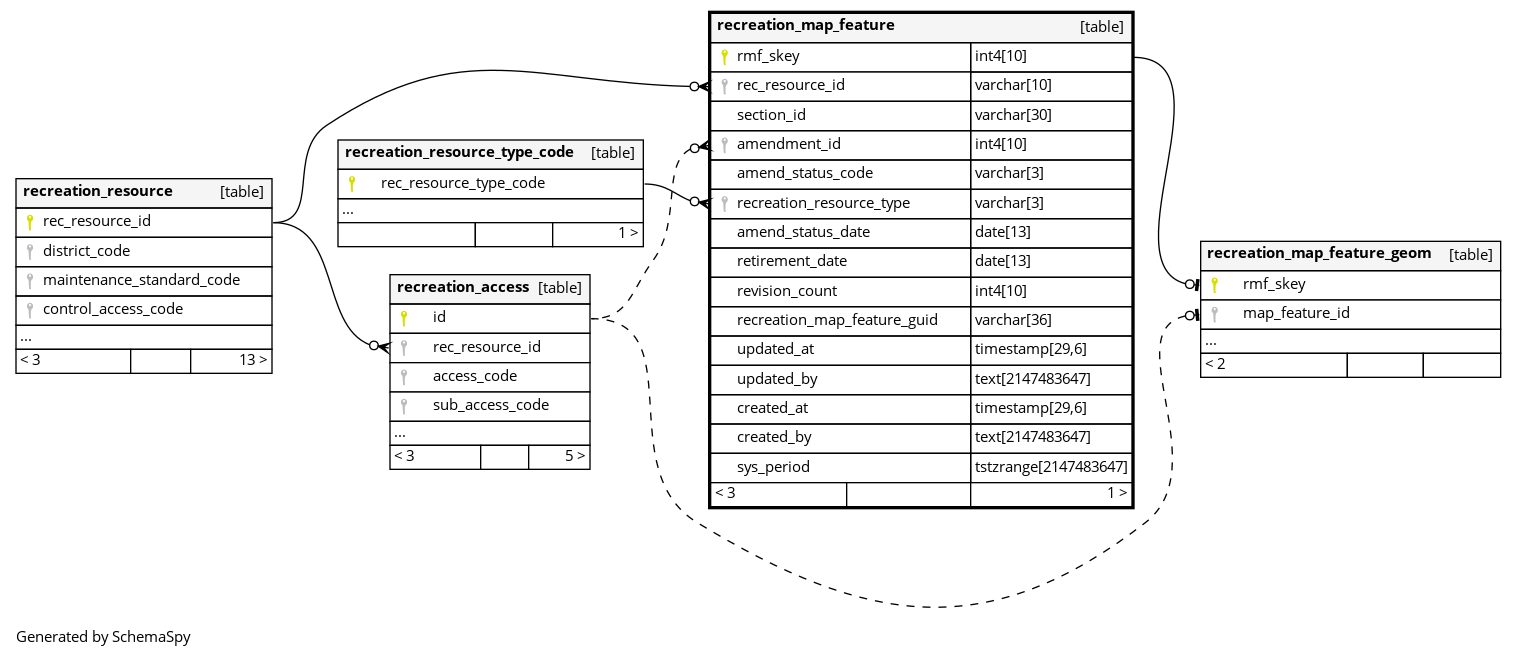 recreation_map_feature [table]
rmf_skey int4[10]
rec_resource_id varchar[10]
section_id varchar[30]
amendment_id int4[10]
amend_status_code varchar[3]
recreation_resource_type varchar[3]
amend_status_date date[13]
retirement_date date[13]
revision_count int4[10]
recreation_map_feature_guid varchar[36]
updated_at timestamp[29,6]
updated_by text[2147483647]
created_at timestamp[29,6]
created_by text[2147483647]
sys_period tstzrange[2147483647]
< 3 1 >
recreation_resource_type_code [table]
rec_resource_type_code
...
1 >
recreation_resource [table]
rec_resource_id
district_code
maintenance_standard_code
control_access_code
...
< 3 13 >
recreation_access [table]
id
rec_resource_id
access_code
sub_access_code
...
< 3 5 >
recreation_map_feature_geom [table]
rmf_skey
map_feature_id
...
< 2
Generated by SchemaSpy